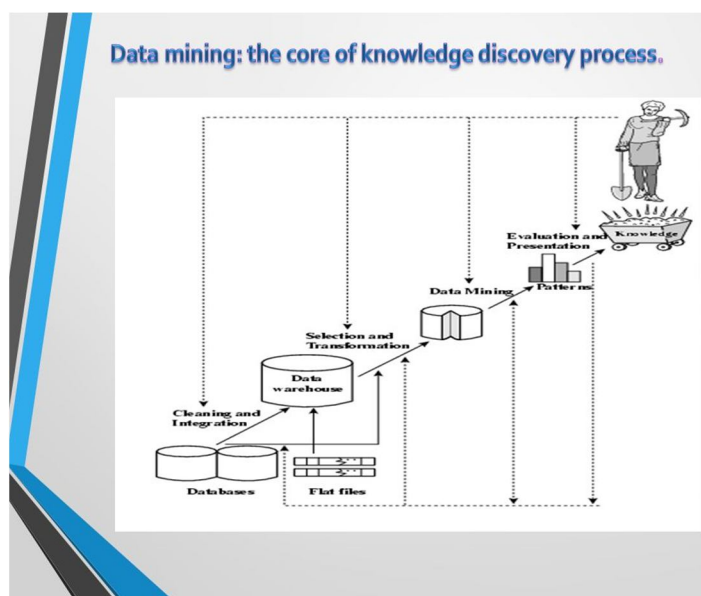 Data mining: the core of knowledge discovery process.
Evaluation and
Presentation
Knowledge
Data Mining
Patterns
Selection and
Transformation
Data
warehouse
Cleaning and
Integration
Databases
Flat files